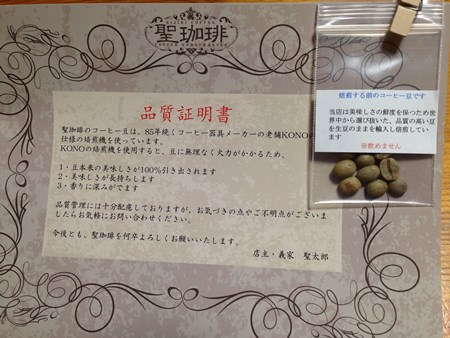 HIZIRI COFFEE
聖珈琲
品質証明書
聖珈琲のコーヒー豆は、85年続くコーヒー器具メーカーの老舗KONO
仕様の焙煎機を使っています。
KONOの焙煎機を使用すると、豆に無理なく火力がかかるため、
1・豆本来の美味しさが100%引き出されます
2・美味しさが長持ちします
3・香りに深みがでます
品質管理には十分配慮しておりますが、お気づきの点やご不明点がございま
したらお気軽にお問い合わせください。
今後とも、聖珈琲を何卒よろしくお願いいたします。
店主・義家 聖太郎
焙煎する前のコーヒー豆です
当店は美味しさの鮮度を保つため世
界中から選び抜いた、品質の高い豆
を生豆のままを輸入し焙煎していま
す
※飲めません